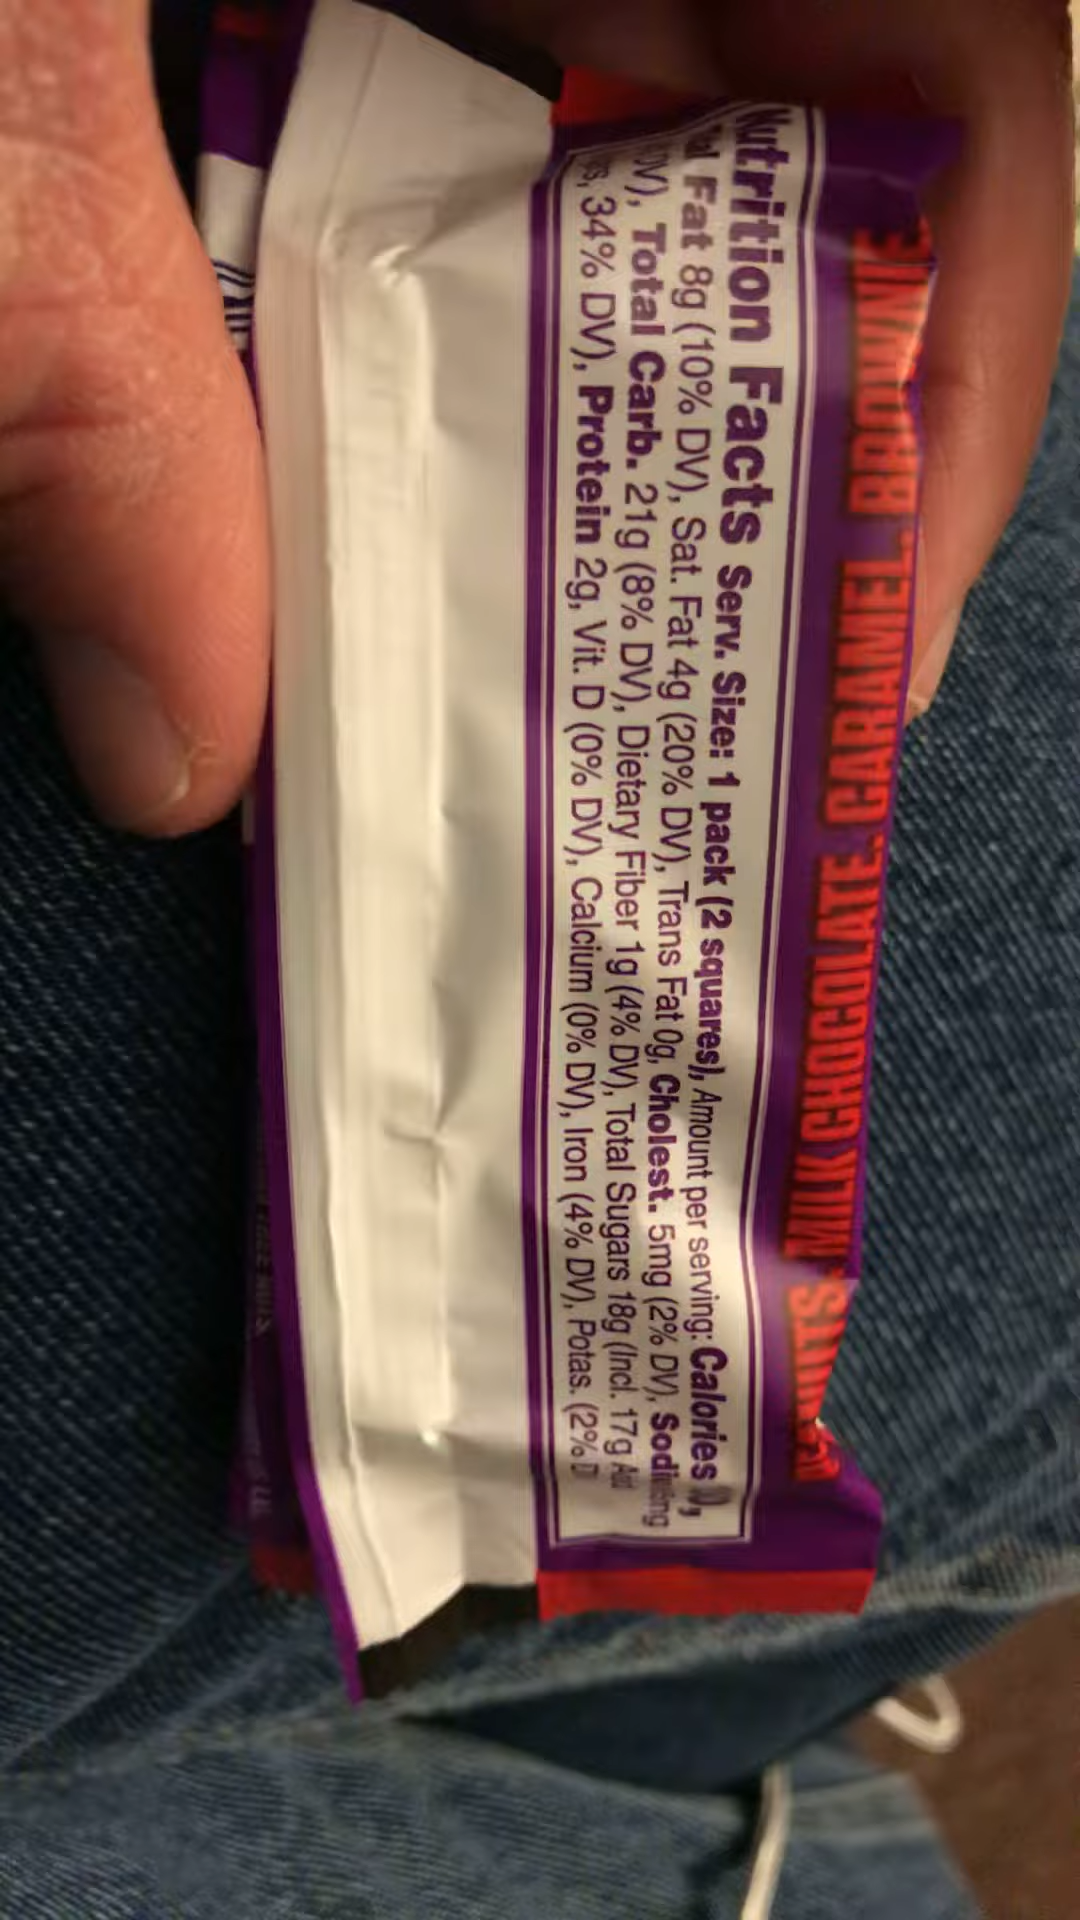 PEANUTS, MILK CHOCOLATE, CARAMEL, BROWNIE
Nutrition Facts Serv. Size: 1 pack (2 squares), Amount per serving: Calories
Fat 8g (10% DV), Sat. Fat 4g (20% DV), Trans Fat 0g, Cholest. 5mg (2% DV),
DV), Total Carb. 21g (8% DV), Dietary Fiber 1g (4% DV), Total Sugars 18g (Incl. 17g
34% DV), Protein 2g, Vit. D (0% DV), Calcium (0% DV), Iron (4% DV), Potas. (2%